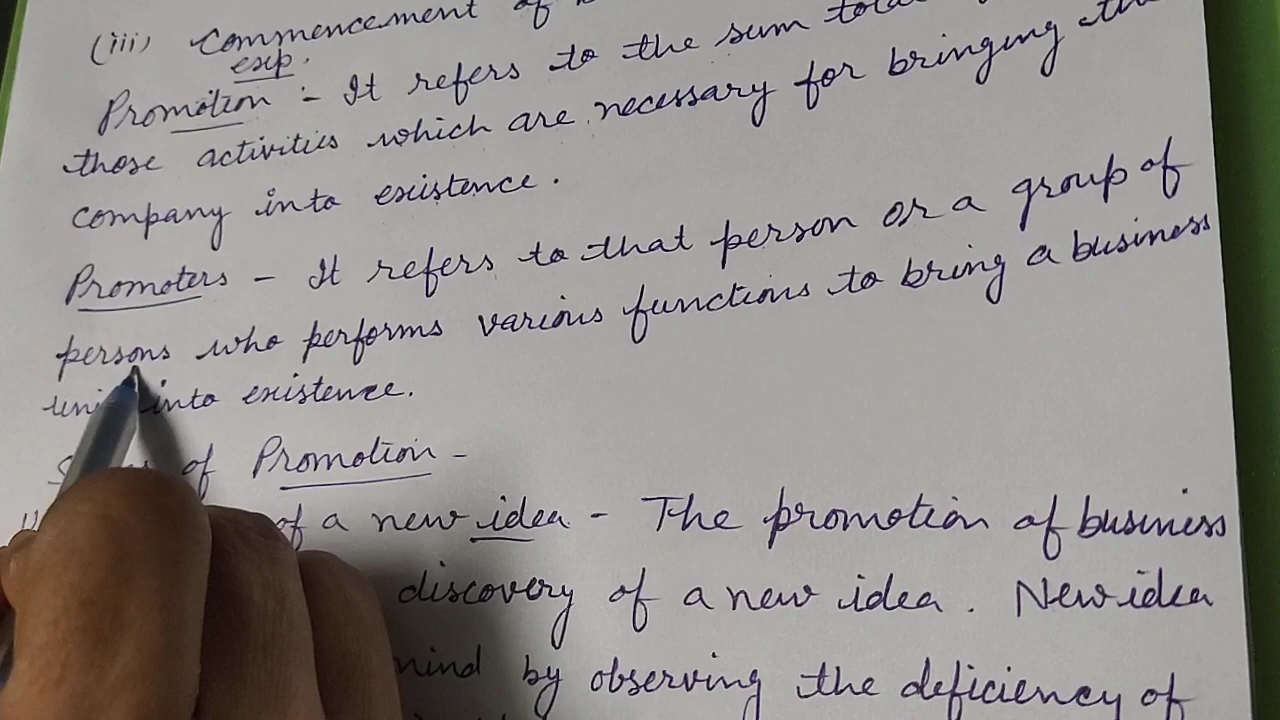 (iii) Commencement of
exp.
Promotion :- It refers to the sum total
those activities which are necessary for bringing the
company into existence.
Promoters - It refers to that person or a group of
persons who performs various functions to bring a business
into existence.
of Promotion -
of a new idea - The promotion of business
discovery of a new idea. New idea
mind by observing the deficiency of